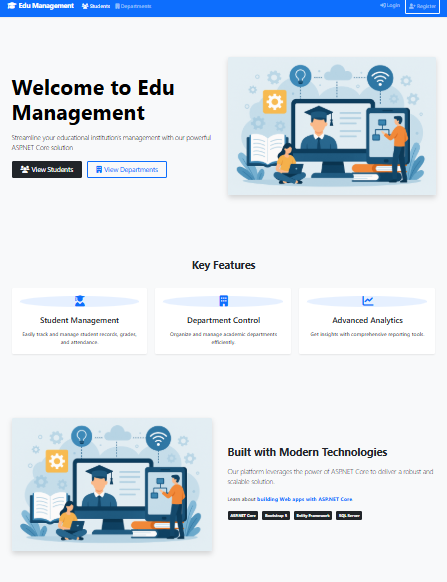 Edu Management Students Departments Login Register
Welcome to Edu
Management
Streamline your educational institution's management with our powerful
ASP.NET Core solution
View Students View Departments
Key Features
Student Management
Easily track and manage student records, grades,
and attendance.
Department Control
Organize and manage academic departments
efficiently.
Advanced Analytics
Get insights with comprehensive reporting tools.
Built with Modern Technologies
Our platform leverages the power of ASP.NET Core to deliver a robust and
scalable solution.
Learn about building Web apps with ASP.NET Core
ASP.NET Core Bootstrap 5 Entity Framework SQL Server